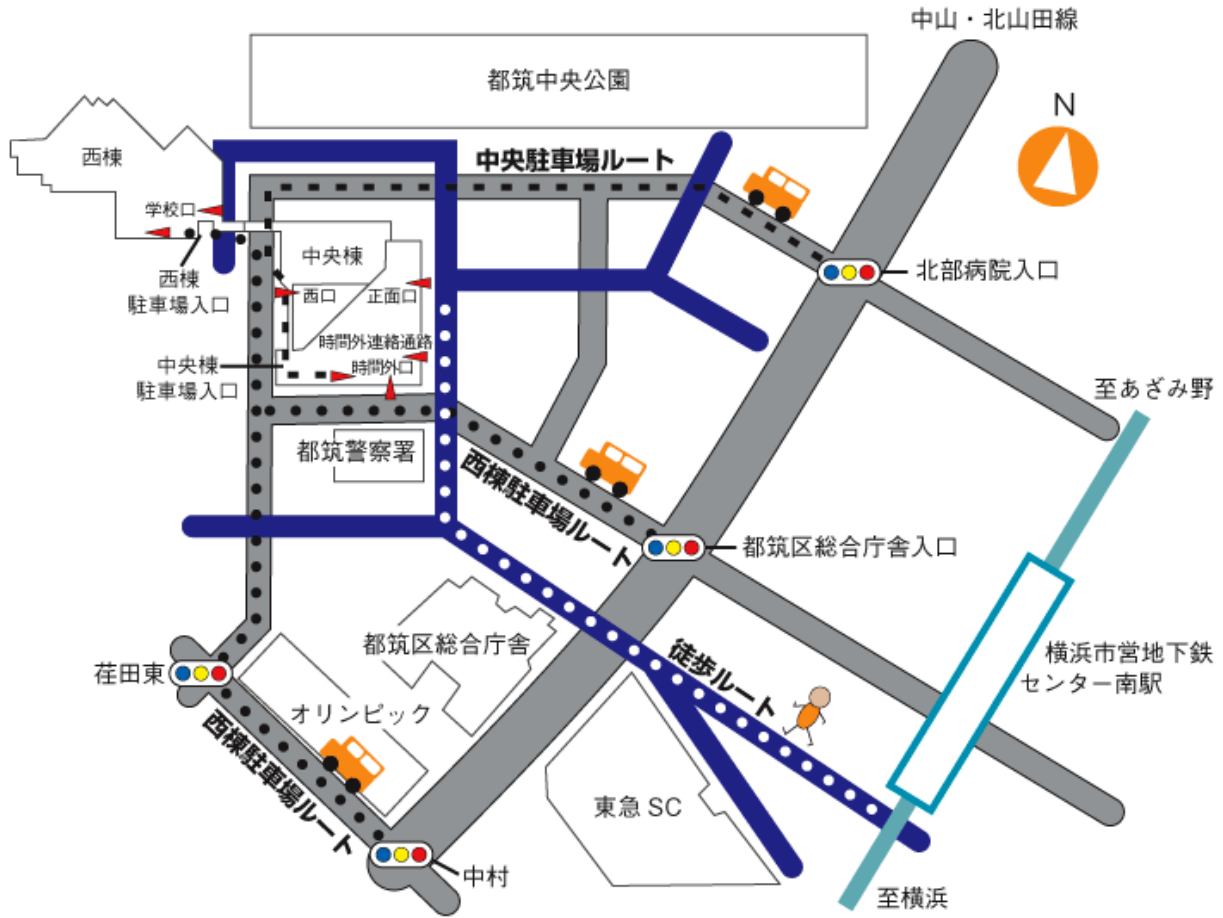 中山・北山田線
都筑中央公園
N
西棟
中央駐車場ルート
学校口
中央棟
西棟
駐車場入口
西口
正面口
北部病院入口
時間外連絡通路
時間外口
中央棟
駐車場入口
至あざみ野
都筑警察署
西棟駐車場ルート
都筑区総合庁舎入口
都筑区総合庁舎
徒歩ルート
横浜市営地下鉄
センター南駅
荏田東
オリンピック
西棟駐車場ルート
東急 SC
中村
至横浜